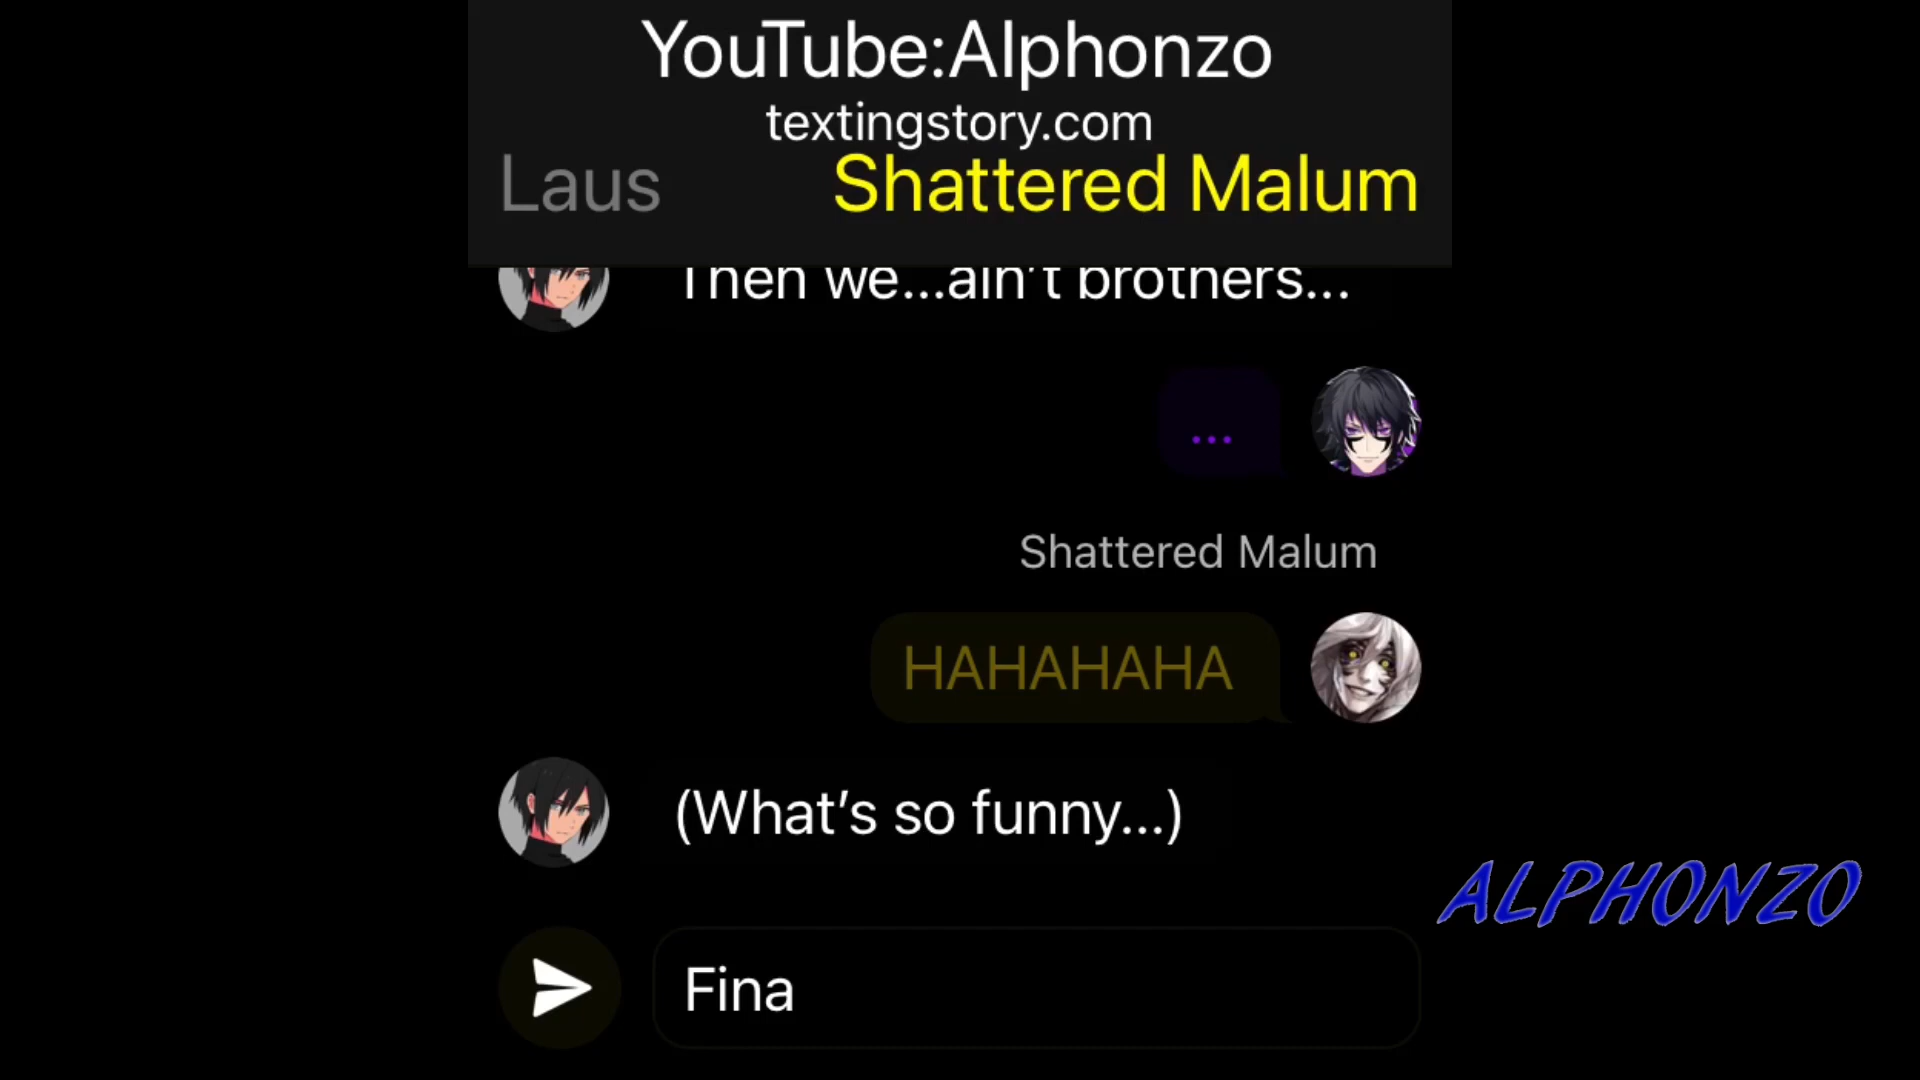 YouTube:Alphonzo
textingstory.com
Laus
Shattered Malum
Then we...ain't brothers...
...
Shattered Malum
HAHAHAHA
(What's so funny...)
ALPHONZO
Fina